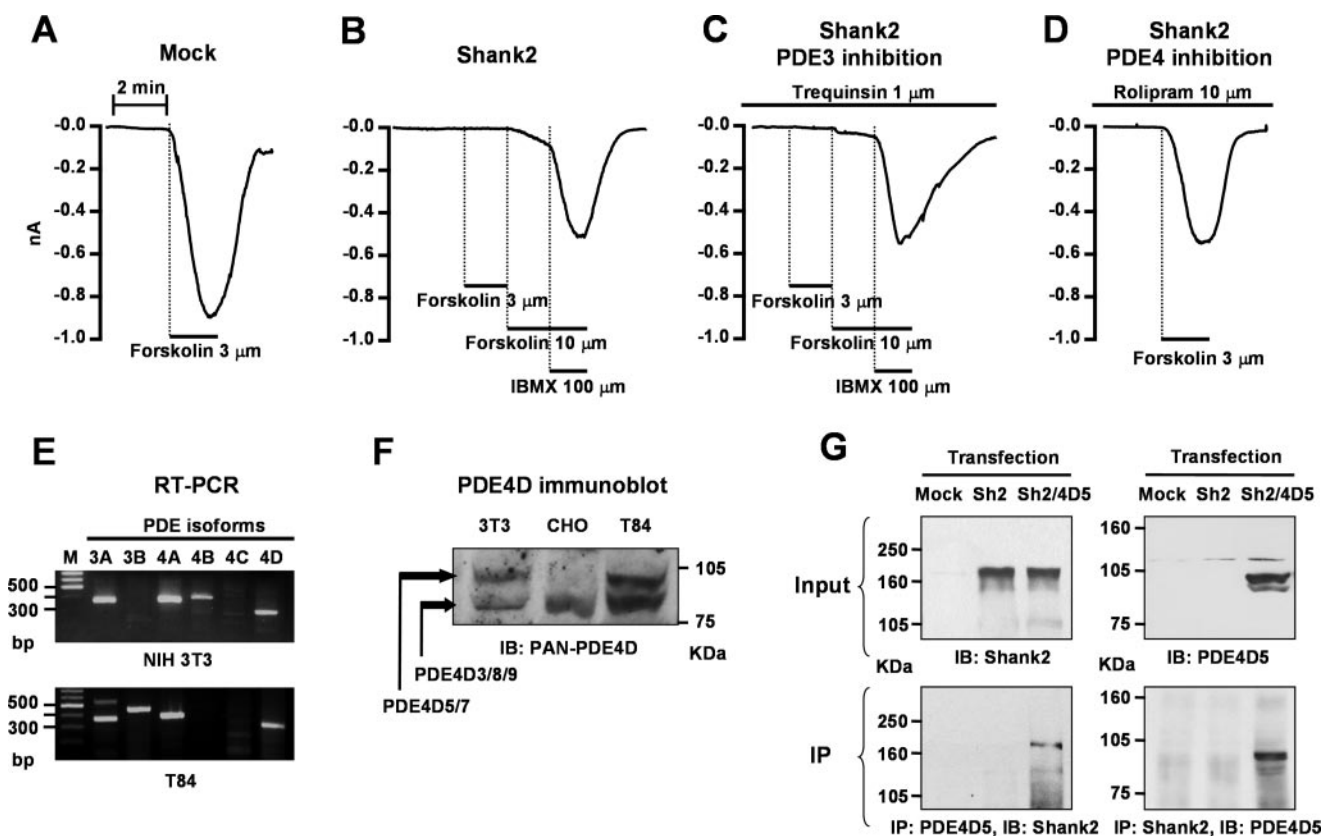 A
Mock
2 min
-0.0
-0.2
-0.4
-0.6
-0.8
-1.0
nA
Forskolin 3 μm
B
Shank2
-0.0
-0.2
-0.4
-0.6
-0.8
-1.0
Forskolin 3 μm
Forskolin 10 μm
IBMX 100 μm
C
Shank2
PDE3 inhibition
Trequinsin 1 μm
-0.0
-0.2
-0.4
-0.6
-0.8
-1.0
Forskolin 3 μm
Forskolin 10 μm
IBMX 100 μm
D
Shank2
PDE4 inhibition
Rolipram 10 μm
-0.0
-0.2
-0.4
-0.6
-0.8
-1.0
Forskolin 3 μm
E
RT-PCR
PDE isoforms
M 3A 3B 4A 4B 4C 4D
500
300
bp
NIH 3T3
500
300
bp
T84
F
PDE4D immunoblot
3T3 CHO T84
105
75
KDa
IB: PAN-PDE4D
PDE4D3/8/9
PDE4D5/7
G
Transfection
Mock Sh2 Sh2/4D5
Input
250
160
105
KDa
IB: Shank2
Transfection
Mock Sh2 Sh2/4D5
160
105
75
KDa
IB: PDE4D5
IP
250
160
105
IP: PDE4D5, IB: Shank2
160
105
75
IP: Shank2, IB: PDE4D5